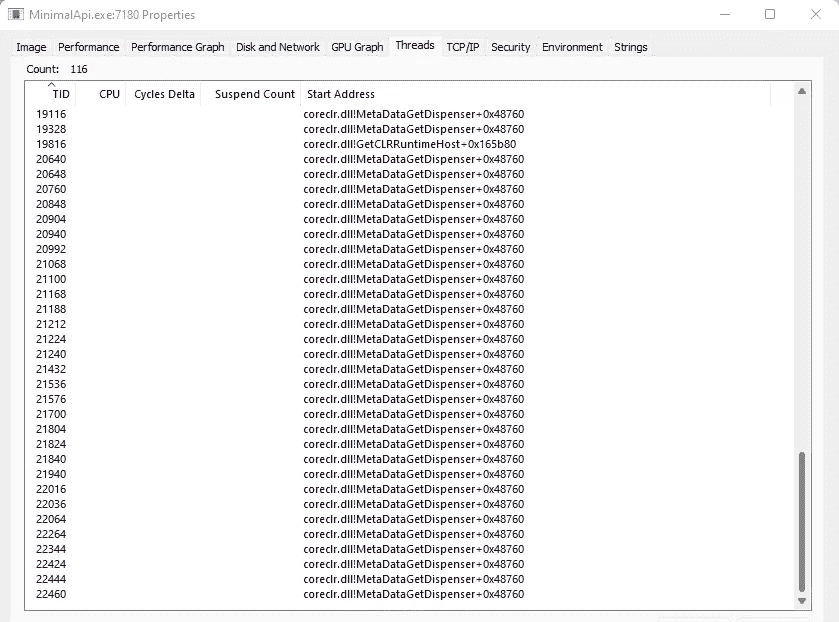 MinimalApi.exe:7180 Properties
Image Performance Performance Graph Disk and Network GPU Graph Threads TCP/IP Security Environment Strings
Count: 116
TID CPU Cycles Delta Suspend Count Start Address
19116 coreclr.dll!MetaDataGetDispenser+0x48760
19328 coreclr.dll!MetaDataGetDispenser+0x48760
19816 coreclr.dll!GetCLRRuntimeHost+0x165b80
20640 coreclr.dll!MetaDataGetDispenser+0x48760
20648 coreclr.dll!MetaDataGetDispenser+0x48760
20760 coreclr.dll!MetaDataGetDispenser+0x48760
20848 coreclr.dll!MetaDataGetDispenser+0x48760
20904 coreclr.dll!MetaDataGetDispenser+0x48760
20940 coreclr.dll!MetaDataGetDispenser+0x48760
20992 coreclr.dll!MetaDataGetDispenser+0x48760
21068 coreclr.dll!MetaDataGetDispenser+0x48760
21100 coreclr.dll!MetaDataGetDispenser+0x48760
21168 coreclr.dll!MetaDataGetDispenser+0x48760
21188 coreclr.dll!MetaDataGetDispenser+0x48760
21212 coreclr.dll!MetaDataGetDispenser+0x48760
21224 coreclr.dll!MetaDataGetDispenser+0x48760
21240 coreclr.dll!MetaDataGetDispenser+0x48760
21432 coreclr.dll!MetaDataGetDispenser+0x48760
21536 coreclr.dll!MetaDataGetDispenser+0x48760
21576 coreclr.dll!MetaDataGetDispenser+0x48760
21700 coreclr.dll!MetaDataGetDispenser+0x48760
21804 coreclr.dll!MetaDataGetDispenser+0x48760
21824 coreclr.dll!MetaDataGetDispenser+0x48760
21840 coreclr.dll!MetaDataGetDispenser+0x48760
21940 coreclr.dll!MetaDataGetDispenser+0x48760
22016 coreclr.dll!MetaDataGetDispenser+0x48760
22036 coreclr.dll!MetaDataGetDispenser+0x48760
22064 coreclr.dll!MetaDataGetDispenser+0x48760
22264 coreclr.dll!MetaDataGetDispenser+0x48760
22344 coreclr.dll!MetaDataGetDispenser+0x48760
22424 coreclr.dll!MetaDataGetDispenser+0x48760
22444 coreclr.dll!MetaDataGetDispenser+0x48760
22460 coreclr.dll!MetaDataGetDispenser+0x48760